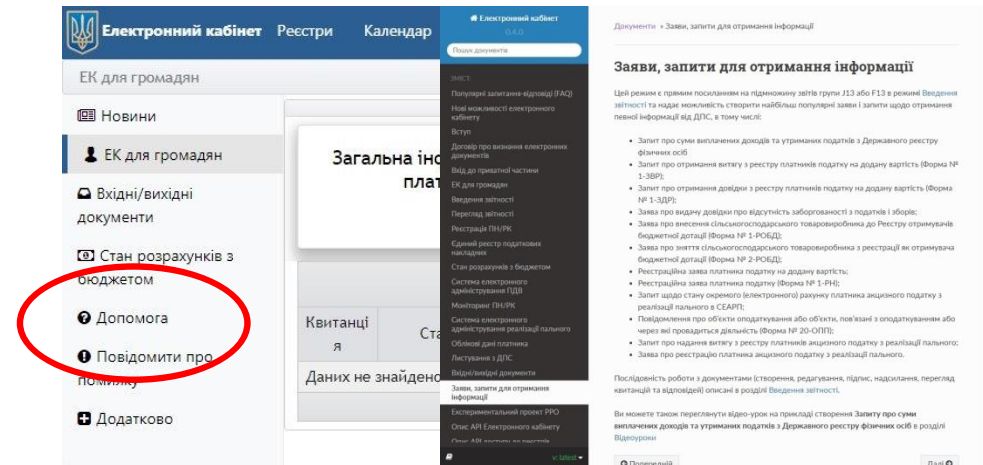 Електронний кабінет Реєстри Календар
ЕК для громадян
Новини
ЕК для громадян
Вхідні/вихідні
документи
Стан розрахунків з
бюджетом
Допомога
Повідомити про
помилку
Додатково
Загальна інс
плат
Квитанці
я
Ста
Даних не знайдено
Електронний кабінет
0.4.0
Пошук документів
ЗМІСТ:
Популярні запитання-відповіді (FAQ)
Нові можливості електронного
кабінету
Вступ
Договір про визнання електронних
документів
Вхід до приватної частини
ЕК для громадян
Введення звітності
Перегляд звітності
Реєстрація ПН/РК
Єдиний реєстр податкових
накладних
Стан розрахунків з бюджетом
Система електронного
адміністрування ПДВ
Моніторинг ПН/РК
Система електронного
адміністрування реалізації пального
Облікові дані платника
Листування з ДПС
Вхідні/вихідні документи
Заяви, запити для отримання
інформації
Експериментальний проект РРО
Опис АРІ Електронного кабінету
Опис АРІ доступу до реєстрів
v: latest
Документи » Заяви, запити для отримання інформації
Заяви, запити для отримання інформації
Цей режим є прямим посиланням на підмножину звітів групи J13 або F13 в режимі Введення
звітності та надає можливість створити найбільш популярні заяви і запити щодо отримання
певної інформації від ДПС, в тому числі:
• Запит про суми виплачених доходів та утриманих податків з Державного реєстру
фізичних осіб
• Запит про отримання витягу з реєстру платників податку на додану вартість (Форма №
1-ЗВР);
• Запит про отримання довідки з реєстру платників податку на додану вартість (Форма
№ 1-ЗДР);
• Заява про видачу довідки про відсутність заборгованості з податків і зборів;
• Заява про внесення сільськогосподарського товаровиробника до Реєстру отримувачів
бюджетної дотації (Форма № 1-РОБД);
• Заява про зняття сільськогосподарського товаровиробника з реєстрації як отримувача
бюджетної дотації (Форма № 2-РОБД);
• Реєстраційна заява платника податку на додану вартість;
• Реєстраційна заява платника податку (Форма № 1-РН);
• Запит щодо стану окремого (електронного) рахунку платника акцизного податку з
реалізації пального в СЕАРП;
• Повідомлення про об'єкти оподаткування або об'єкти, пов'язані з оподаткуванням або
через які провадиться діяльність (Форма № 20-ОПП);
• Запит про надання витягу з реєстру платників акцизного податку з реалізації пального;
• Заява про реєстрацію платника акцизного податку з реалізації пального.
Послідовність роботи з документами (створення, редагування, підпис, надсилання, перегляд
квитанцій та відповідей) описані в розділі Введення звітності.
Ви можете також переглянути відео-урок на прикладі створення Запиту про суми
виплачених доходів та утриманих податків з Державного реєстру фізичних осіб в розділі
Відеоуроки
Попередній Далі